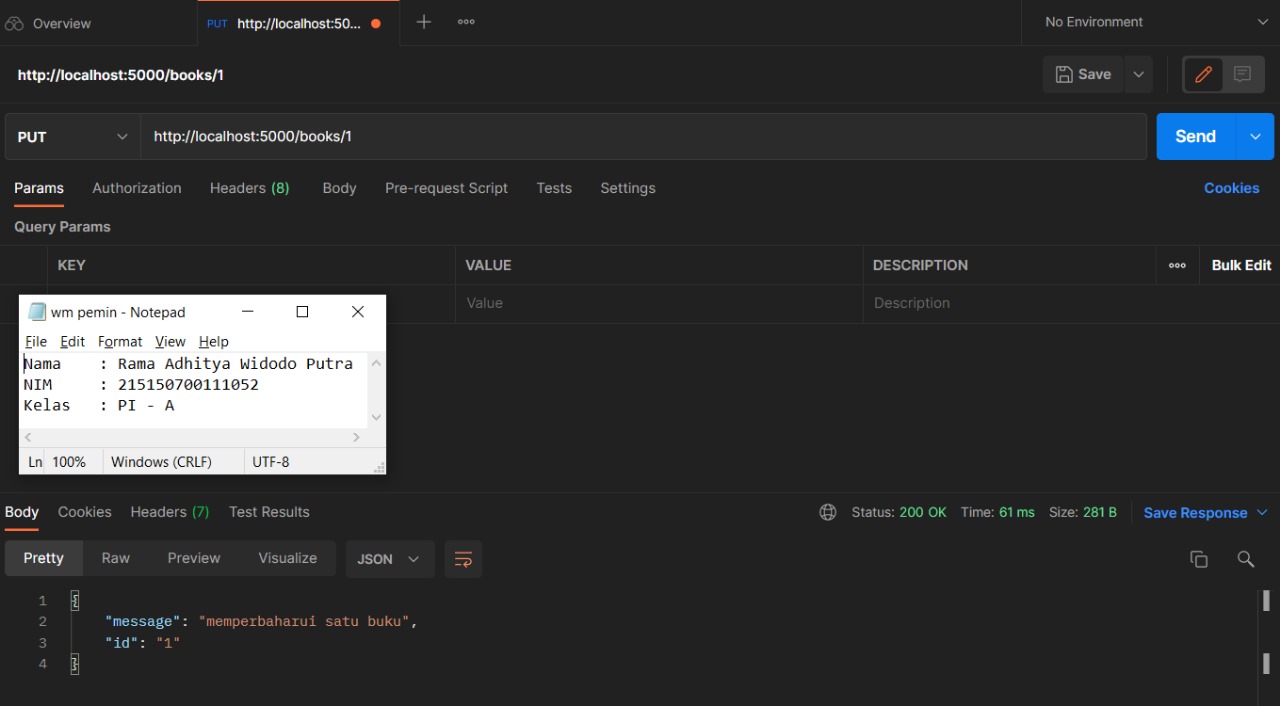 Overview
PUT http://localhost:50...
No Environment
http://localhost:5000/books/1
Save
PUT http://localhost:5000/books/1
Send
Params Authorization Headers (8) Body Pre-request Script Tests Settings Cookies
Query Params
KEY VALUE DESCRIPTION Bulk Edit
Value Description
wm pemin - Notepad
File Edit Format View Help
Nama : Rama Adhitya Widodo Putra
NIM : 215150700111052
Kelas : PI - A
Ln 100% Windows (CRLF) UTF-8
Body Cookies Headers (7) Test Results Status: 200 OK Time: 61 ms Size: 281 B Save Response
Pretty Raw Preview Visualize JSON
1 {
2 "message": "memperbaharui satu buku",
3 "id": "1"
4 }